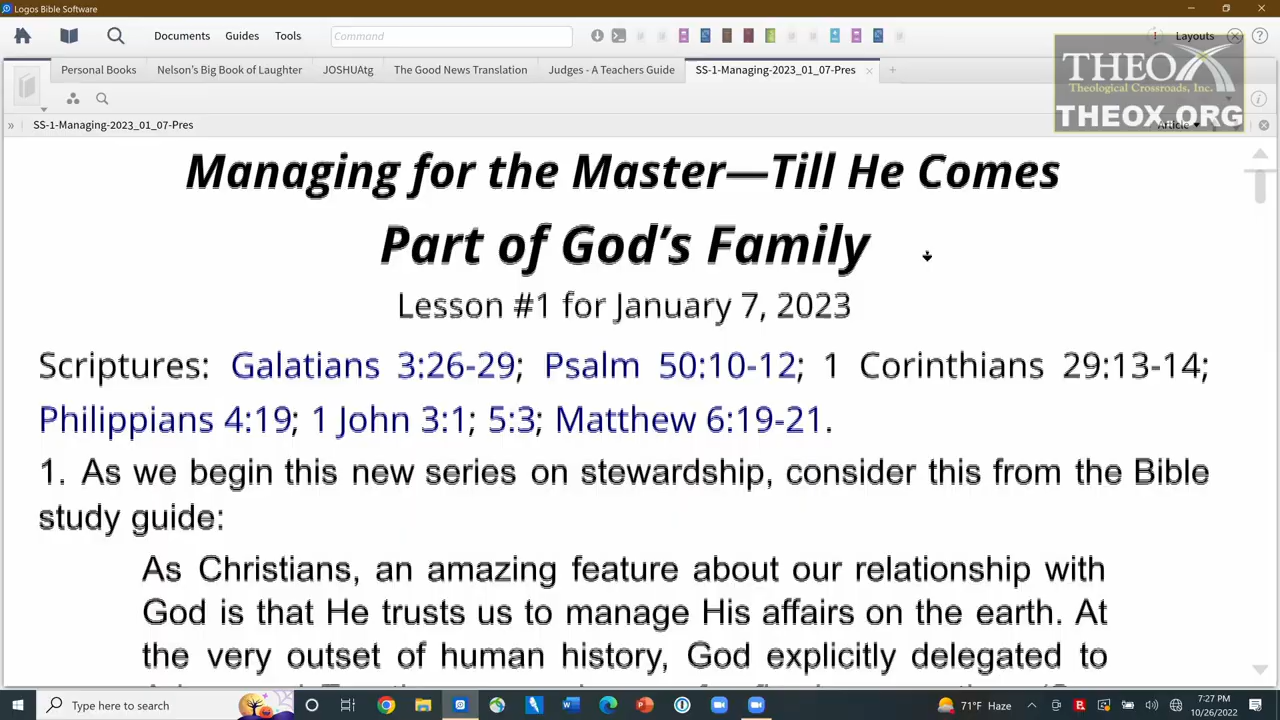 Logos Bible Software
Documents Guides Tools Command Layouts
THEOX
Theological Crossroads, Inc.
THEOX.ORG
Personal Books Nelson's Big Book of Laughter JOSHUAtg The Good News Translation Judges - A Teachers Guide SS-1-Managing-2023_01_07-Pres
SS-1-Managing-2023_01_07-Pres Article
Managing for the Master—Till He Comes
Part of God's Family
Lesson #1 for January 7, 2023
Scriptures: Galatians 3:26-29; Psalm 50:10-12; 1 Corinthians 29:13-14;
Philippians 4:19; 1 John 3:1; 5:3; Matthew 6:19-21.
1. As we begin this new series on stewardship, consider this from the Bible
study guide:
As Christians, an amazing feature about our relationship with
God is that He trusts us to manage His affairs on the earth. At
the very outset of human history, God explicitly delegated to
Type here to search 71°F Haze 7:27 PM
10/26/2022